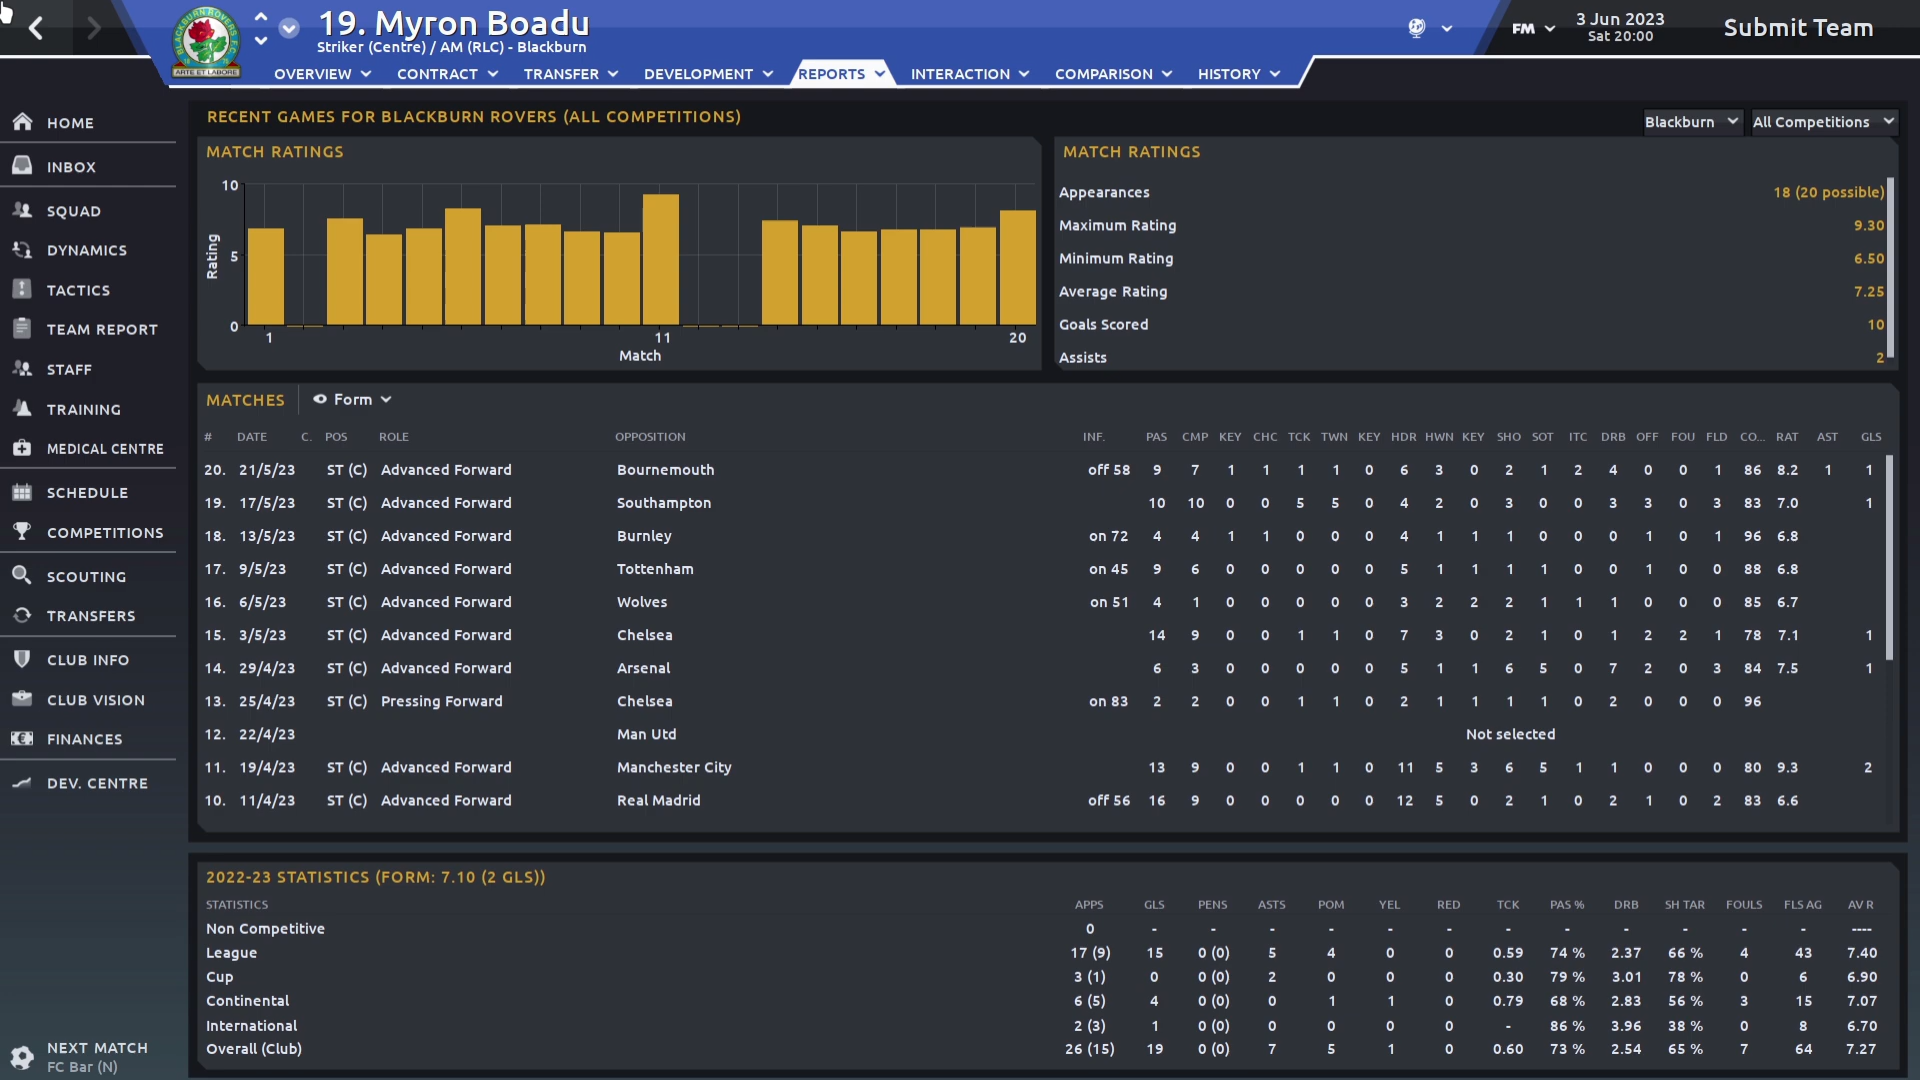 19. Myron Boadu
Striker (Centre) / AM (RLC) - Blackburn
FM
3 Jun 2023
Sat 20:00
Submit Team
BLACKBURN ROVERS F.C.
ARTE ET LABORE
OVERVIEW CONTRACT TRANSFER DEVELOPMENT REPORTS INTERACTION COMPARISON HISTORY
HOME
INBOX
SQUAD
DYNAMICS
TACTICS
TEAM REPORT
STAFF
TRAINING
MEDICAL CENTRE
SCHEDULE
COMPETITIONS
SCOUTING
TRANSFERS
CLUB INFO
CLUB VISION
FINANCES
DEV. CENTRE
NEXT MATCH
FC Bar (N)
RECENT GAMES FOR BLACKBURN ROVERS (ALL COMPETITIONS)
Blackburn All Competitions
MATCH RATINGS
10
5
0
Rating
1 11 20
Match
MATCH RATINGS
Appearances 18 (20 possible)
Maximum Rating 9.30
Minimum Rating 6.50
Average Rating 7.25
Goals Scored 10
Assists 2
MATCHES Form
# DATE C. POS ROLE OPPOSITION INF. PAS CMP KEY CHC TCK TWN KEY HDR HWN KEY SHO SOT ITC DRB OFF FOU FLD CO... RAT AST GLS
20. 21/5/23 ST (C) Advanced Forward Bournemouth off 58 9 7 1 1 1 1 0 6 3 0 2 1 2 4 0 0 1 86 8.2 1 1
19. 17/5/23 ST (C) Advanced Forward Southampton 10 10 0 0 5 5 0 4 2 0 3 0 0 3 3 0 3 83 7.0 1
18. 13/5/23 ST (C) Advanced Forward Burnley on 72 4 4 1 1 0 0 0 4 1 1 1 0 0 0 1 0 1 96 6.8
17. 9/5/23 ST (C) Advanced Forward Tottenham on 45 9 6 0 0 0 0 0 5 1 1 1 1 0 0 1 0 0 88 6.8
16. 6/5/23 ST (C) Advanced Forward Wolves on 51 4 1 0 0 0 0 0 3 2 2 2 1 1 1 0 0 0 85 6.7
15. 3/5/23 ST (C) Advanced Forward Chelsea 14 9 0 0 1 1 0 7 3 0 2 1 0 1 2 2 1 78 7.1 1
14. 29/4/23 ST (C) Advanced Forward Arsenal 6 3 0 0 0 0 0 5 1 1 6 5 0 7 2 0 3 84 7.5 1
13. 25/4/23 ST (C) Pressing Forward Chelsea on 83 2 2 0 0 1 1 0 2 1 1 1 1 0 2 0 0 0 96
12. 22/4/23 Man Utd Not selected
11. 19/4/23 ST (C) Advanced Forward Manchester City 13 9 0 0 1 1 0 11 5 3 6 5 1 1 0 0 0 80 9.3 2
10. 11/4/23 ST (C) Advanced Forward Real Madrid off 56 16 9 0 0 0 0 0 12 5 0 2 1 0 2 1 0 2 83 6.6
2022-23 STATISTICS (FORM: 7.10 (2 GLS))
STATISTICS APPS GLS PENS ASTS POM YEL RED TCK PAS % DRB SH TAR FOULS FLS AG AV R
Non Competitive 0 - - - - - - - - - - - - ----
League 17 (9) 15 0 (0) 5 4 0 0 0.59 74 % 2.37 66 % 4 43 7.40
Cup 3 (1) 0 0 (0) 2 0 0 0 0.30 79 % 3.01 78 % 0 6 6.90
Continental 6 (5) 4 0 (0) 0 1 1 0 0.79 68 % 2.83 56 % 3 15 7.07
International 2 (3) 1 0 (0) 0 0 0 0 - 86 % 3.96 38 % 0 8 6.70
Overall (Club) 26 (15) 19 0 (0) 7 5 1 0 0.60 73 % 2.54 65 % 7 64 7.27